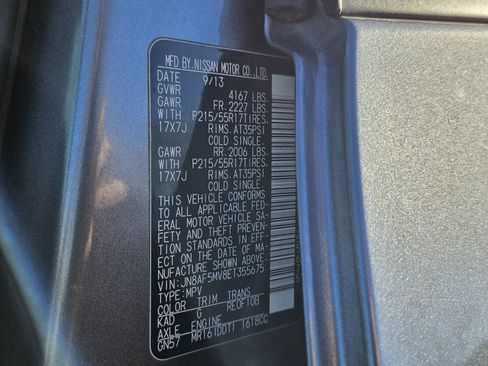 MFD BY NISSAN MOTOR CO., LTD.
DATE 9/13
GVWR 4167 LBS.
GAWR FR. 2227 LBS.
WITH P215/55R17TIRES.
17X7J RIMS. AT35PSI
COLD SINGLE.
GAWR RR. 2006 LBS.
WITH P215/55R17TIRES.
17X7J RIMS. AT35PSI
COLD SINGLE.
THIS VEHICLE CONFORMS
TO ALL APPLICABLE FED-
ERAL MOTOR VEHICLE SA-
FETY AND THEFT PREVEN-
TION STANDARDS IN EFF-
ECT ON THE DATE OF MA-
NUFACTURE SHOWN ABOVE.
VIN: JN8AF5MV8ET355675
TYPE: MPV
COLOR TRIM TRANS
KAD G RE0F10B
AXLE ENGINE
GN57 MR16(DDT) 1618CC